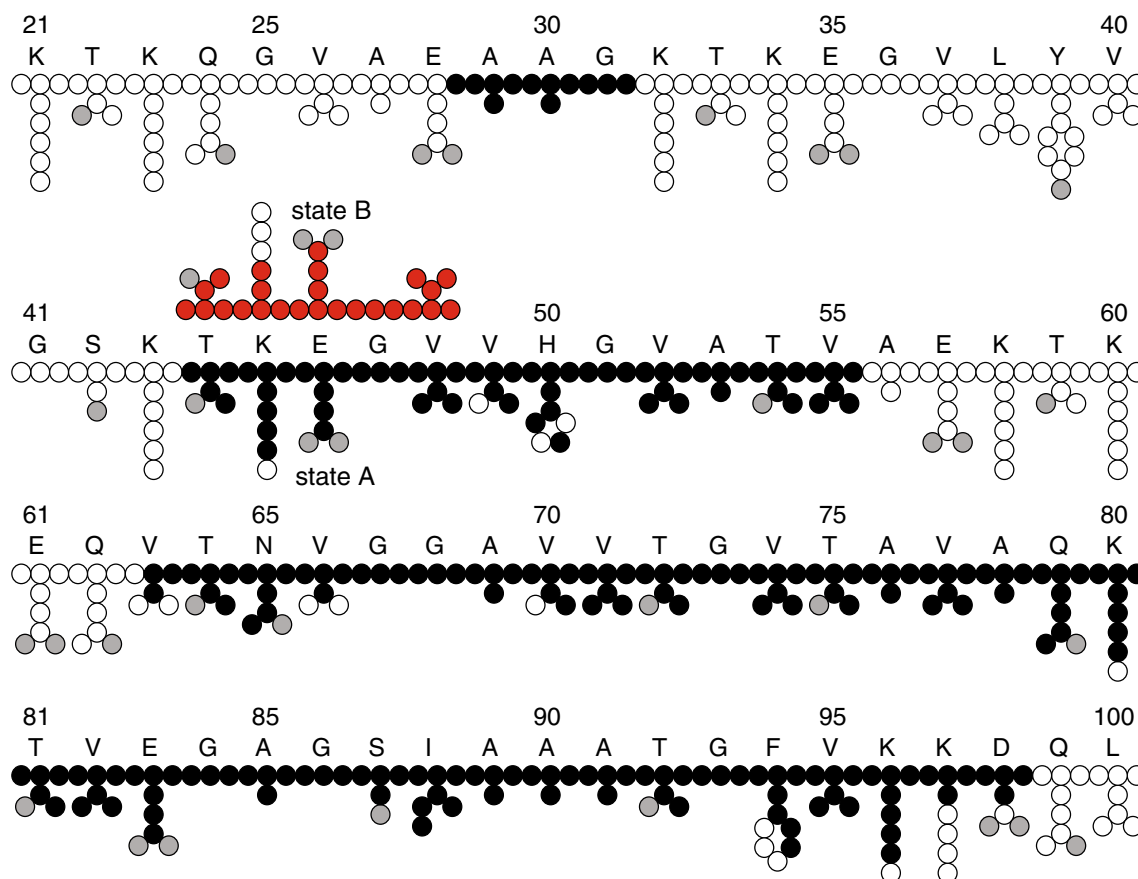 21 25 30 35 40
K T K Q G V A E A A G K T K E G V L Y V
state B
41 45 50 55 60
G S K T K E G V V H G V A T V A E K T K
state A
61 65 70 75 80
E Q V T N V G G A V V T G V T A V A Q K
81 85 90 95 100
T V E G A G S I A A A T G F V K K D Q L